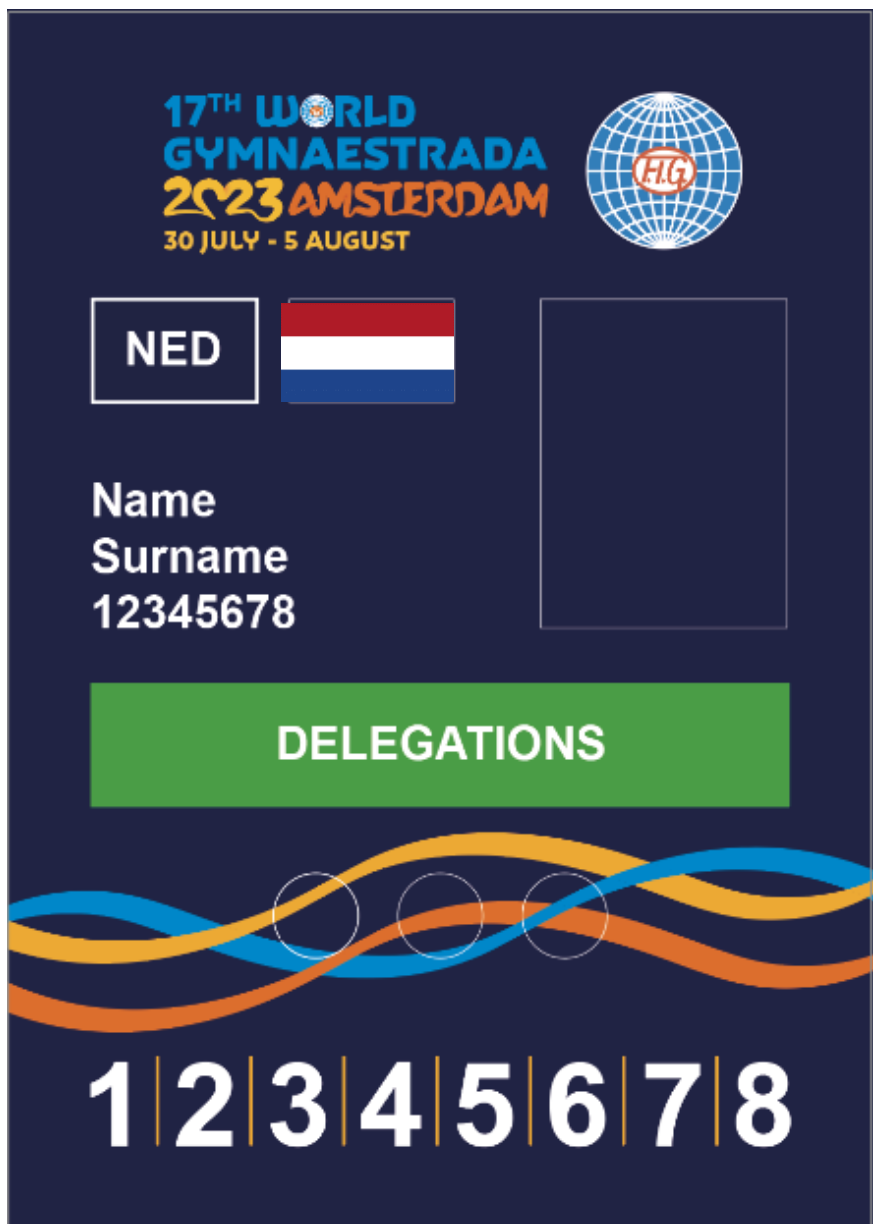 17TH WORLD
GYMNAESTRADA
2023 AMSTERDAM
30 JULY - 5 AUGUST
F.I.G
NED
Name
Surname
12345678
DELEGATIONS
1|2|3|4|5|6|7|8